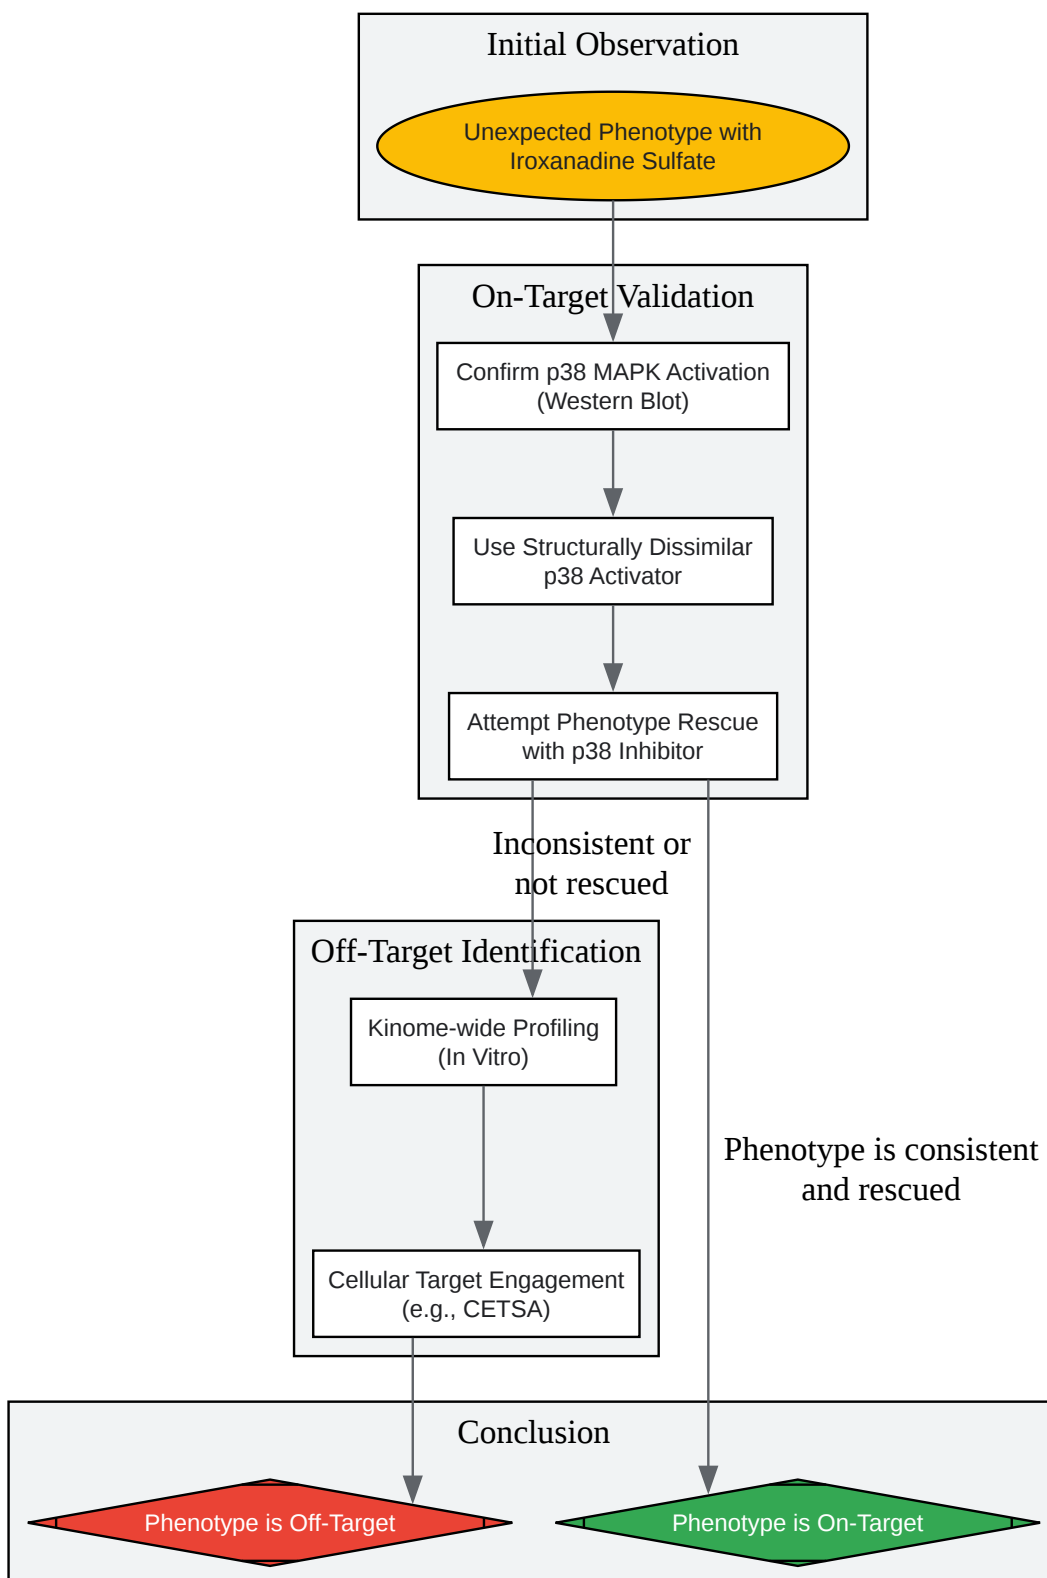 Initial Observation
Unexpected Phenotype with
Iroxanadine Sulfate
On-Target Validation
Confirm p38 MAPK Activation
(Western Blot)
Use Structurally Dissimilar
p38 Activator
Attempt Phenotype Rescue
with p38 Inhibitor
Inconsistent or
not rescued
Off-Target Identification
Kinome-wide Profiling
(In Vitro)
Phenotype is consistent
and rescued
Cellular Target Engagement
(e.g., CETSA)
Conclusion
Phenotype is Off-Target
Phenotype is On-Target